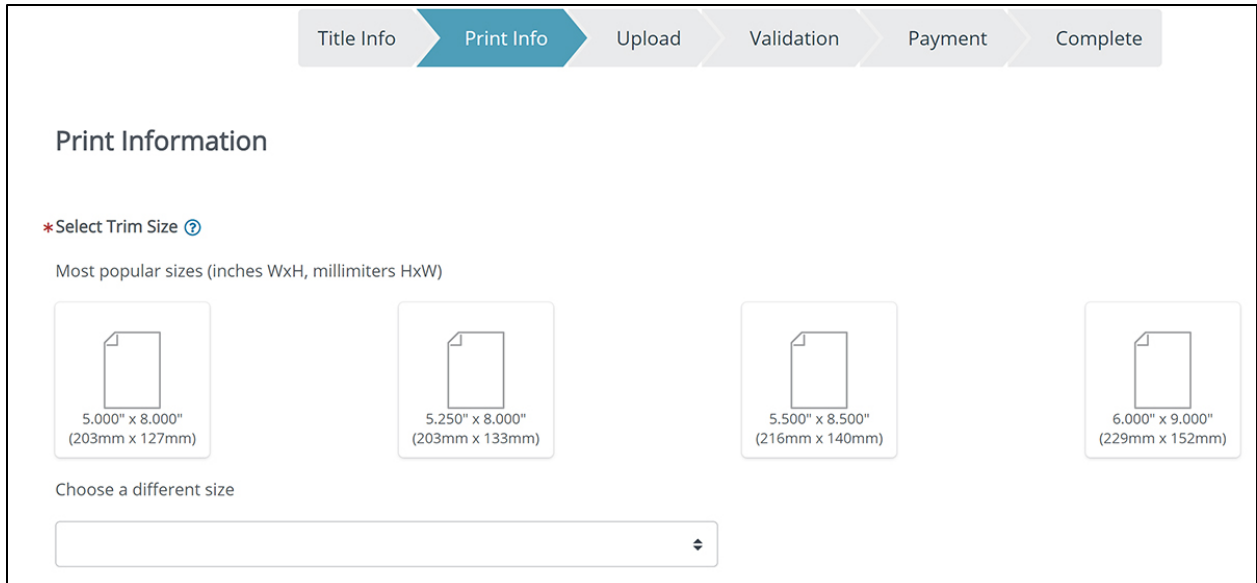 Title Info Print Info Upload Validation Payment Complete
Print Information
*Select Trim Size ?
Most popular sizes (inches WxH, millimiters HxW)
5.000" x 8.000"
(203mm x 127mm)
5.250" x 8.000"
(203mm x 133mm)
5.500" x 8.500"
(216mm x 140mm)
6.000" x 9.000"
(229mm x 152mm)
Choose a different size